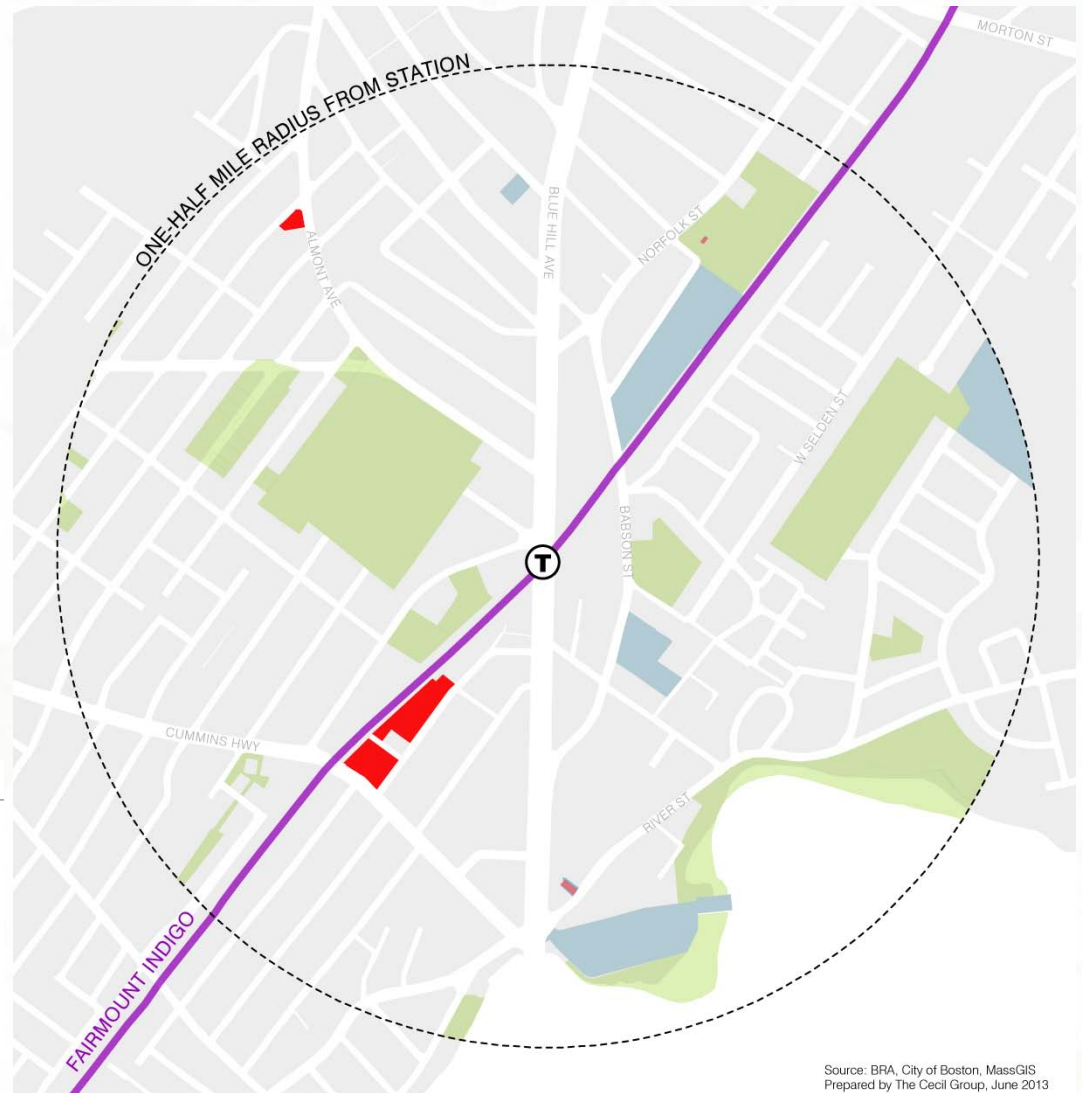 MORTON ST
ONE-HALF MILE RADIUS FROM STATION
BLUE HILL AVE
NORFOLK ST
ALMONT AVE
W SELDEN ST
BABSON ST
T
CUMMINS HWY
RIVER ST
FAIRMOUNT INDIGO
Source: BRA, City of Boston, MassGIS
Prepared by The Cecil Group, June 2013